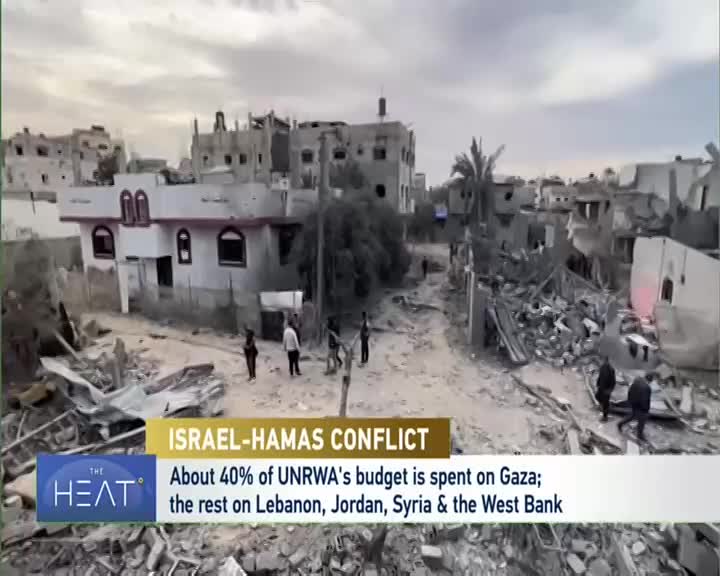 ISRAEL-HAMAS CONFLICT
THE
HEAT
About 40% of UNRWA's budget is spent on Gaza;
the rest on Lebanon, Jordan, Syria & the West Bank